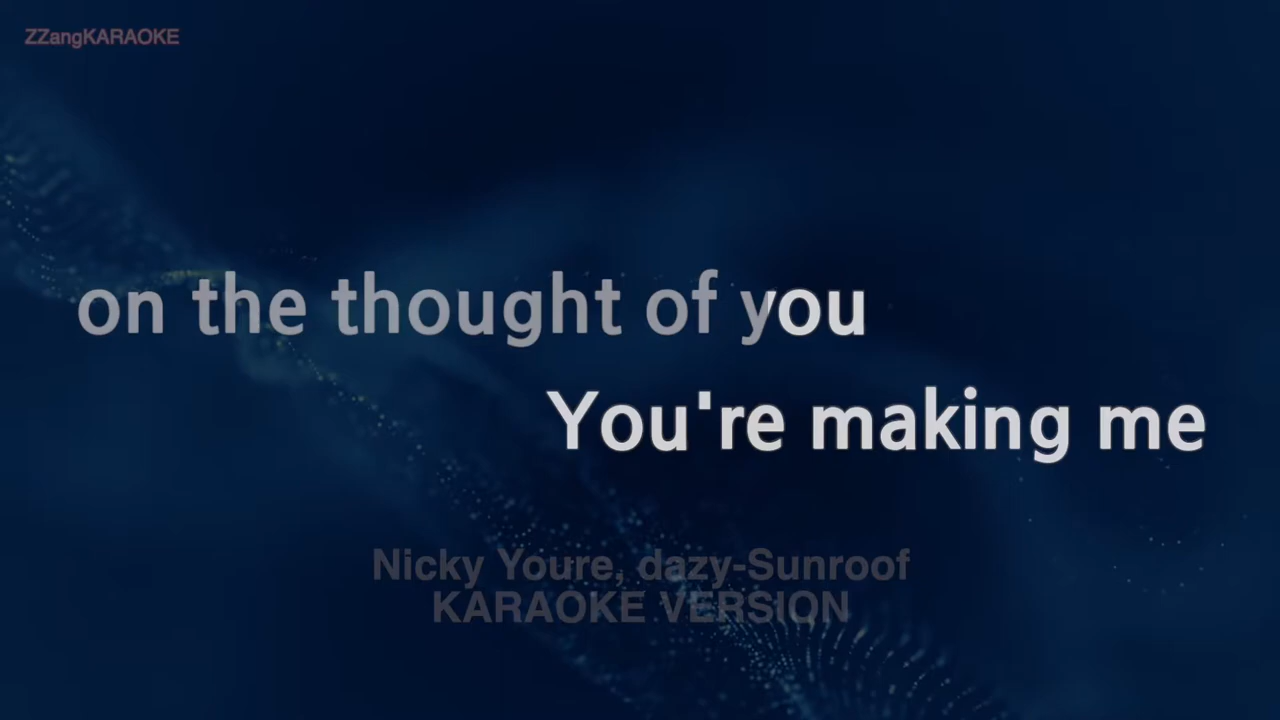 ZZangKARAOKE
on the thought of you
You're making me
Nicky Youre, dazy-Sunroof
KARAOKE VERSION